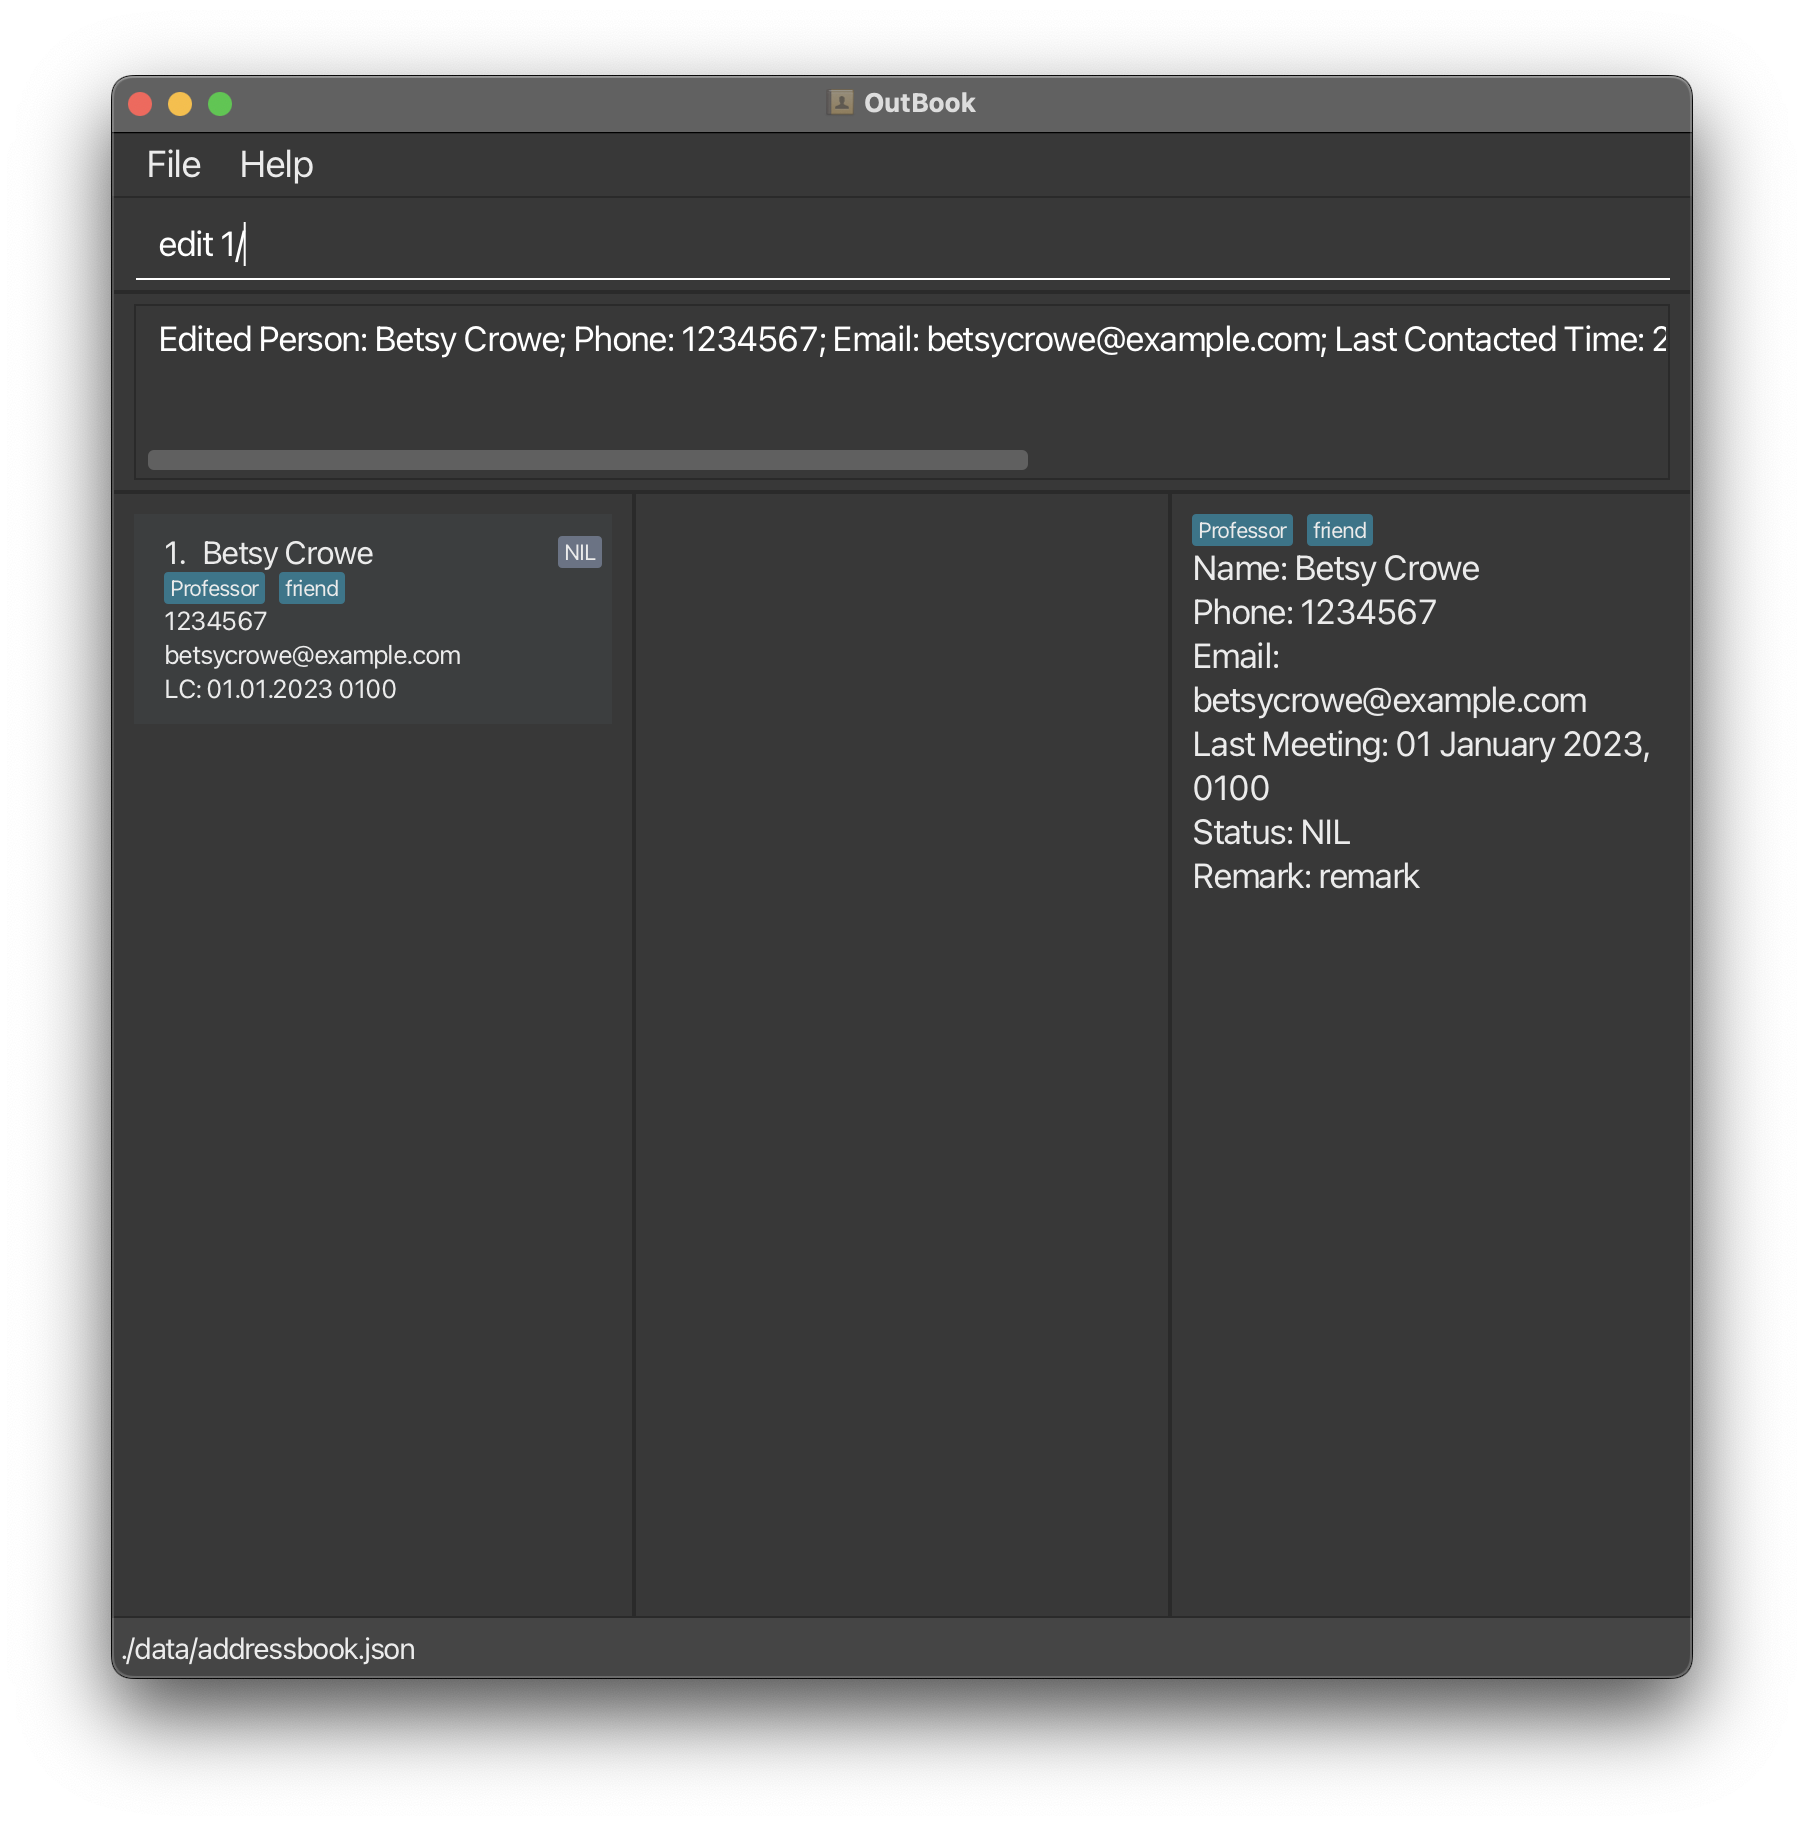 OutBook
File Help
edit 1/
Edited Person: Betsy Crowe; Phone: 1234567; Email: betsycrowe@example.com; Last Contacted Time: 2
1. Betsy Crowe NIL
Professor friend
1234567
betsycrowe@example.com
LC: 01.01.2023 0100
Professor friend
Name: Betsy Crowe
Phone: 1234567
Email:
betsycrowe@example.com
Last Meeting: 01 January 2023,
0100
Status: NIL
Remark: remark
./data/addressbook.json